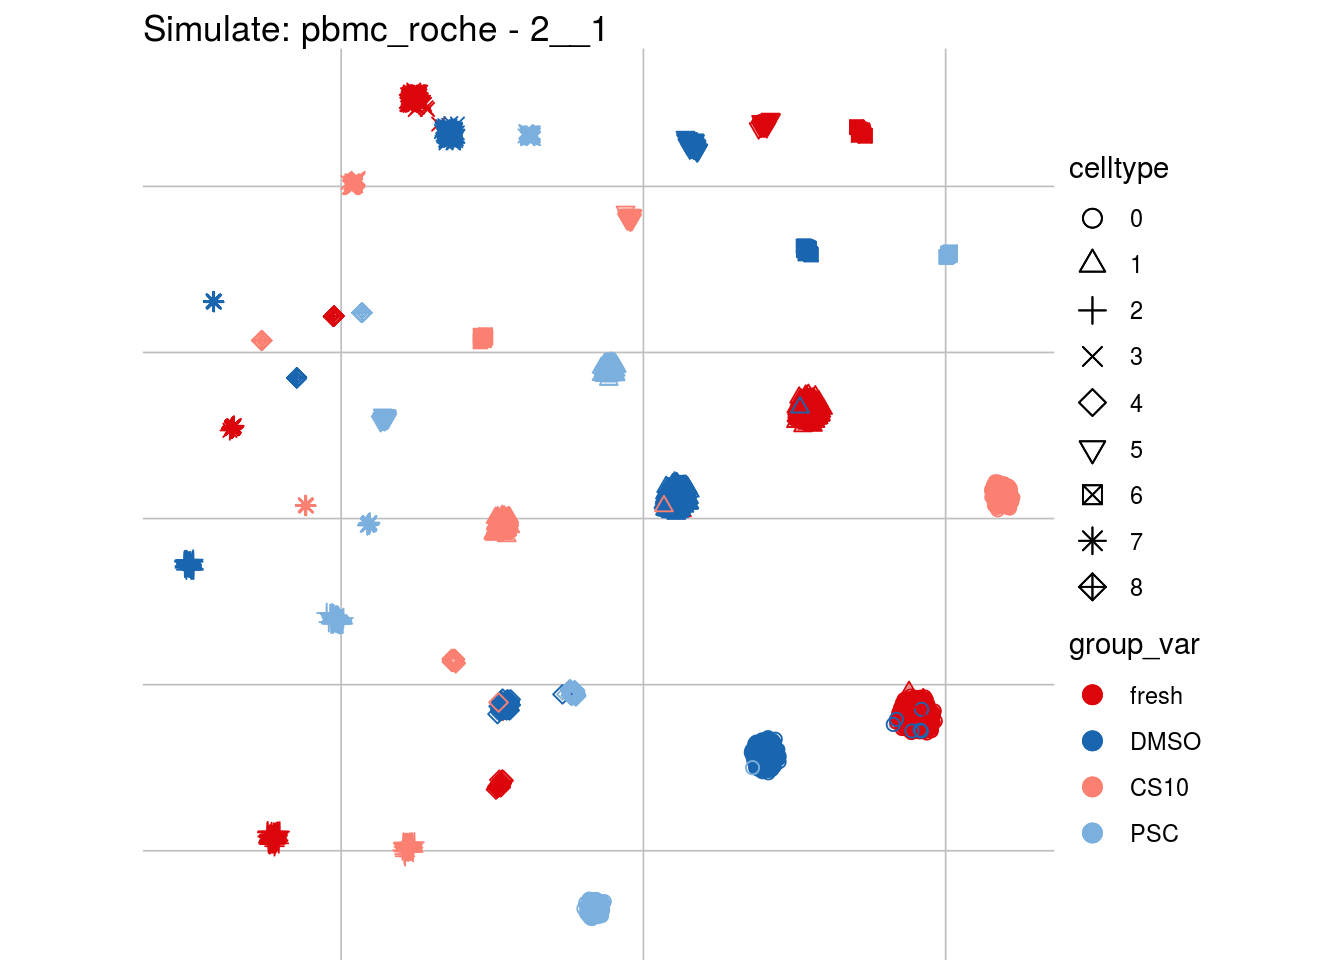 Simulate: pbmc_roche - 2__1
celltype
0
1
2
3
4
5
6
7
8
group_var
fresh
DMSO
CS10
PSC